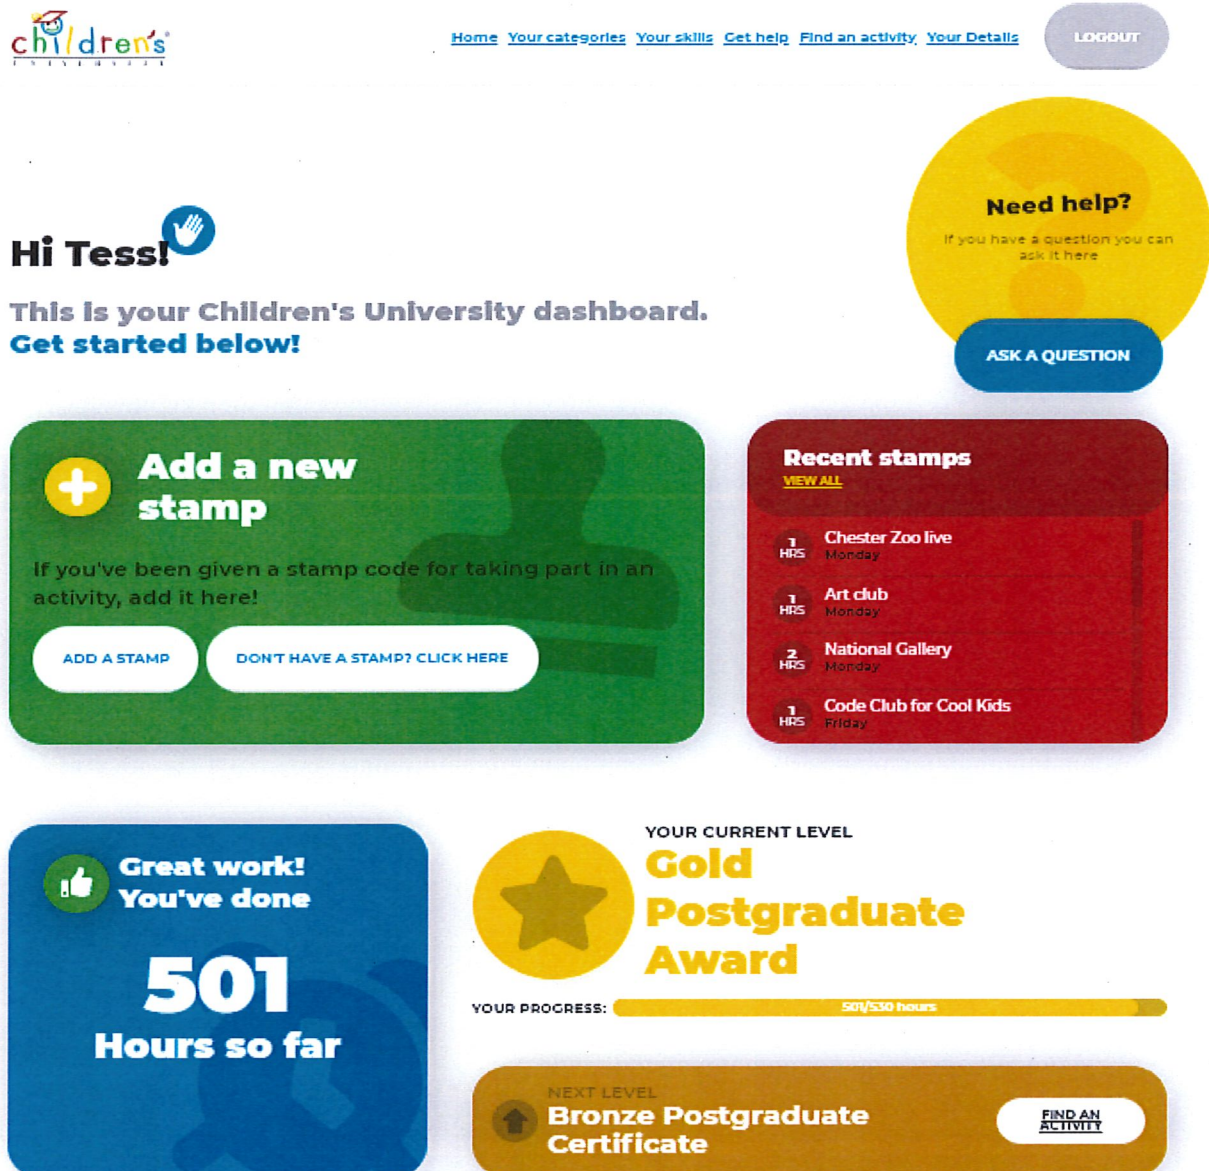 children's
UNIVERSITY
Home Your categories Your skills Get help Find an activity Your Details
LOGOUT
Need help?
If you have a question you can
ask it here
ASK A QUESTION
Hi Tess!
This is your Children's University dashboard.
Get started below!
Add a new
stamp
If you've been given a stamp code for taking part in an
activity, add it here!
ADD A STAMP
DON'T HAVE A STAMP? CLICK HERE
Recent stamps
VIEW ALL
1
HRS
Chester Zoo live
Monday
1
HRS
Art club
Monday
2
HRS
National Gallery
Monday
1
HRS
Code Club for Cool Kids
Friday
Great work!
You've done
501
Hours so far
YOUR CURRENT LEVEL
Gold
Postgraduate
Award
YOUR PROGRESS:
501/530 hours
NEXT LEVEL
Bronze Postgraduate
Certificate
FIND AN
ACTIVITY